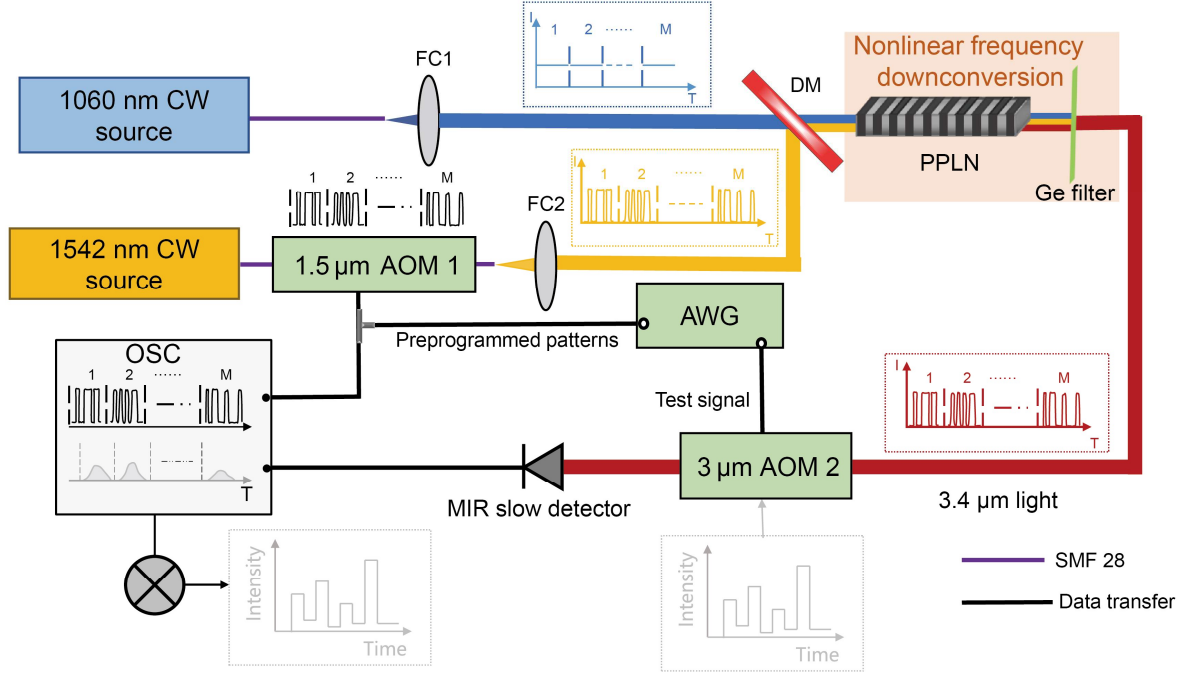 1060 nm CW
source
FC1
I
1 2 ...... M
T
DM
Nonlinear frequency
downconversion
PPLN
Ge filter
1 2 ...... M
I
1 2 ...... M
T
FC2
1542 nm CW
source
1.5 µm AOM 1
AWG
Preprogrammed patterns
OSC
1 2 ...... M
T
Test signal
I
1 2 ...... M
T
3 µm AOM 2
MIR slow detector
3.4 µm light
Intensity
Time
Intensity
Time
SMF 28
Data transfer